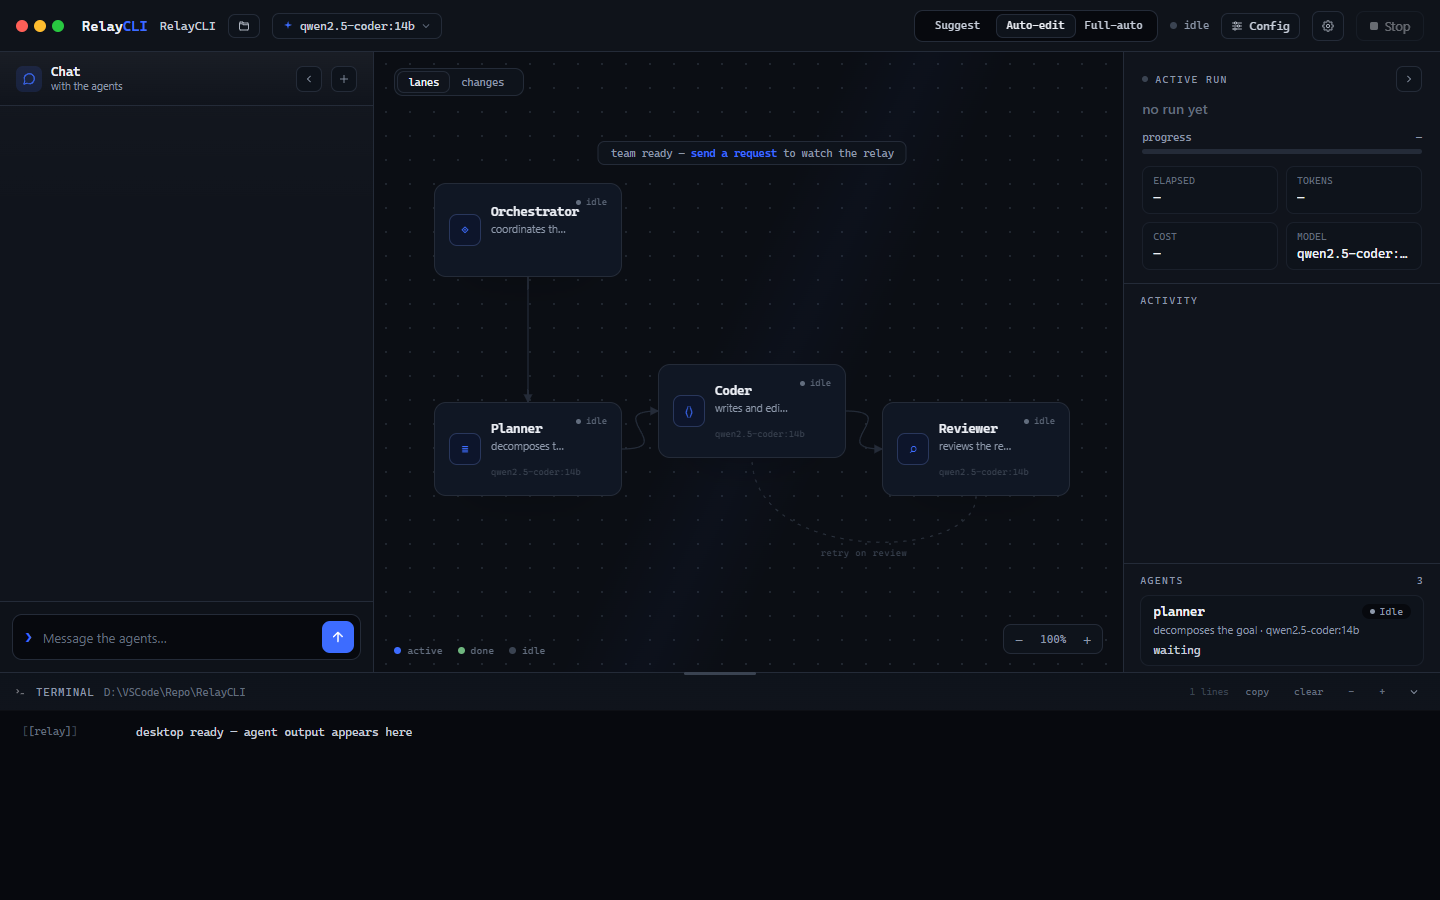 RelayCLI RelayCLI qwen2.5-coder:14b Suggest Auto-edit Full-auto idle Config Stop
Chat
with the agents
Message the agents...
lanes changes
team ready — send a request to watch the relay
Orchestrator idle
coordinates th...
Planner idle
decomposes t...
qwen2.5-coder:14b
Coder idle
writes and edi...
qwen2.5-coder:14b
Reviewer idle
reviews the re...
qwen2.5-coder:14b
retry on review
active done idle
− 100% +
ACTIVE RUN
no run yet
progress —
ELAPSED
—
TOKENS
—
COST
—
MODEL
qwen2.5-coder:...
ACTIVITY
AGENTS 3
planner Idle
decomposes the goal · qwen2.5-coder:14b
waiting
TERMINAL D:\VSCode\Repo\RelayCLI 1 lines copy clear − +
[[relay]] desktop ready — agent output appears here